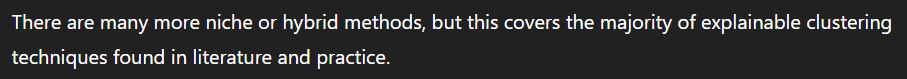 There are many more niche or hybrid methods, but this covers the majority of explainable clustering
techniques found in literature and practice.